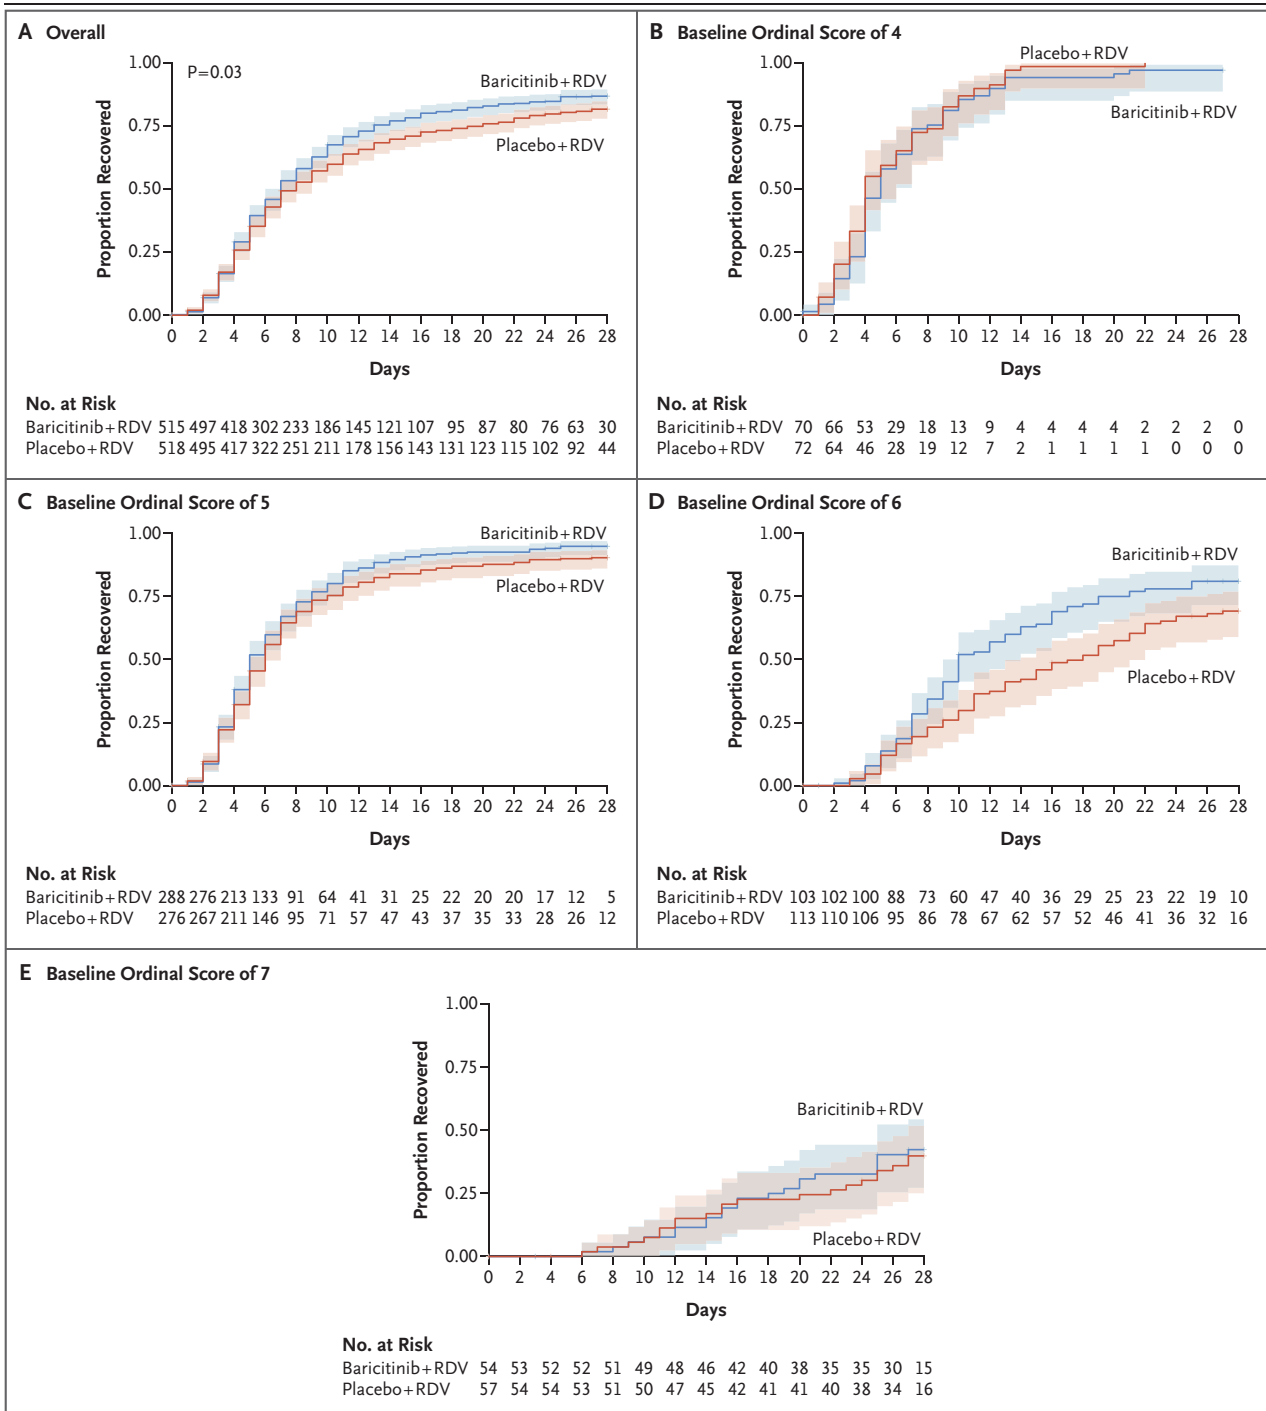 A Overall
P=0.03
Baricitinib+RDV
Placebo+RDV
Proportion Recovered
1.00
0.75
0.50
0.25
0.00
0 2 4 6 8 10 12 14 16 18 20 22 24 26 28
Days
No. at Risk
Baricitinib+RDV 515 497 418 302 233 186 145 121 107 95 87 80 76 63 30
Placebo+RDV 518 495 417 322 251 211 178 156 143 131 123 115 102 92 44
B Baseline Ordinal Score of 4
Placebo+RDV
Baricitinib+RDV
Proportion Recovered
1.00
0.75
0.50
0.25
0.00
0 2 4 6 8 10 12 14 16 18 20 22 24 26 28
Days
No. at Risk
Baricitinib+RDV 70 66 53 29 18 13 9 4 4 4 4 2 2 2 0
Placebo+RDV 72 64 46 28 19 12 7 2 1 1 1 1 0 0 0
C Baseline Ordinal Score of 5
Baricitinib+RDV
Placebo+RDV
Proportion Recovered
1.00
0.75
0.50
0.25
0.00
0 2 4 6 8 10 12 14 16 18 20 22 24 26 28
Days
No. at Risk
Baricitinib+RDV 288 276 213 133 91 64 41 31 25 22 20 20 17 12 5
Placebo+RDV 276 267 211 146 95 71 57 47 43 37 35 33 28 26 12
D Baseline Ordinal Score of 6
Baricitinib+RDV
Placebo+RDV
Proportion Recovered
1.00
0.75
0.50
0.25
0.00
0 2 4 6 8 10 12 14 16 18 20 22 24 26 28
Days
No. at Risk
Baricitinib+RDV 103 102 100 88 73 60 47 40 36 29 25 23 22 19 10
Placebo+RDV 113 110 106 95 86 78 67 62 57 52 46 41 36 32 16
E Baseline Ordinal Score of 7
Baricitinib+RDV
Placebo+RDV
Proportion Recovered
1.00
0.75
0.50
0.25
0.00
0 2 4 6 8 10 12 14 16 18 20 22 24 26 28
Days
No. at Risk
Baricitinib+RDV 54 53 52 52 51 49 48 46 42 40 38 35 35 30 15
Placebo+RDV 57 54 54 53 51 50 47 45 42 41 41 40 38 34 16